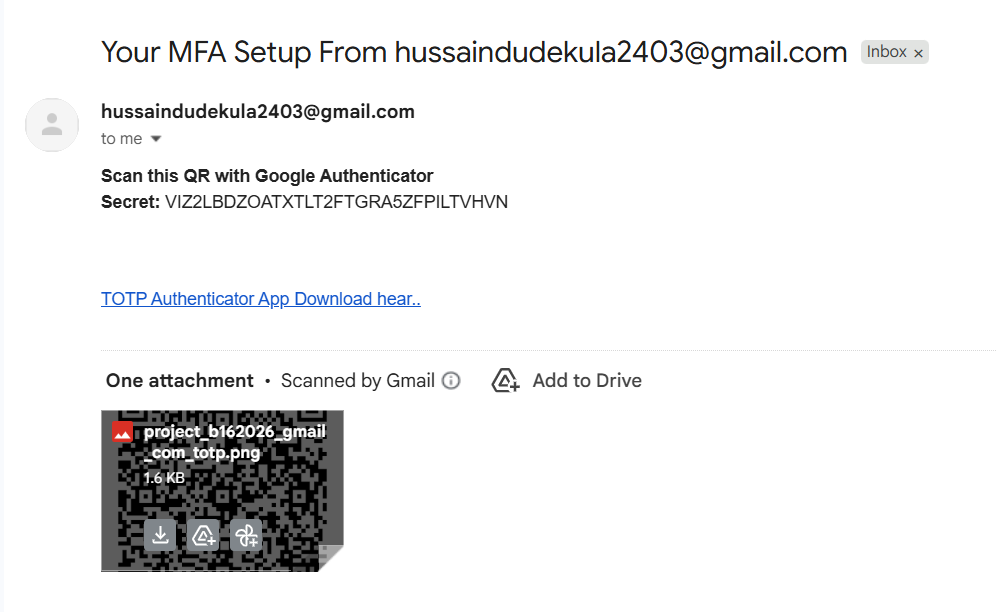 Your MFA Setup From hussaindudekula2403@gmail.com Inbox ×
hussaindudekula2403@gmail.com
to me
Scan this QR with Google Authenticator
Secret: VIZ2LBDZOATXTLT2FTGRA5ZFPILTVHVN
TOTP Authenticator App Download hear..
One attachment • Scanned by Gmail
Add to Drive
project_b162026_gmail
_com_totp.png
1.6 KB